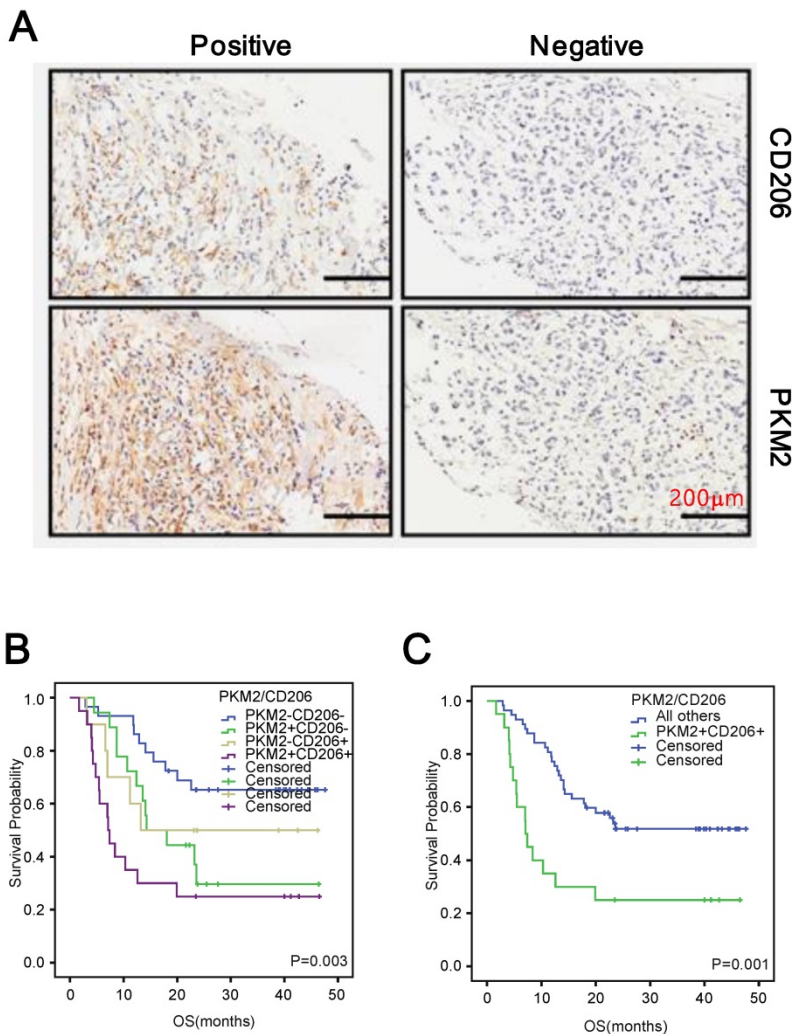 A
Positive
Negative
CD206
PKM2
200μm
B
PKM2/CD206
PKM2-CD206-
PKM2+CD206-
PKM2-CD206+
PKM2+CD206+
Censored
Censored
Censored
Censored
P=0.003
Survival Probability
1.0
0.8
0.6
0.4
0.2
0.0
0 10 20 30 40 50
OS(months)
C
PKM2/CD206
All others
PKM2+CD206+
Censored
Censored
P=0.001
Survival Probability
1.0
0.8
0.6
0.4
0.2
0.0
0 10 20 30 40 50
OS(months)